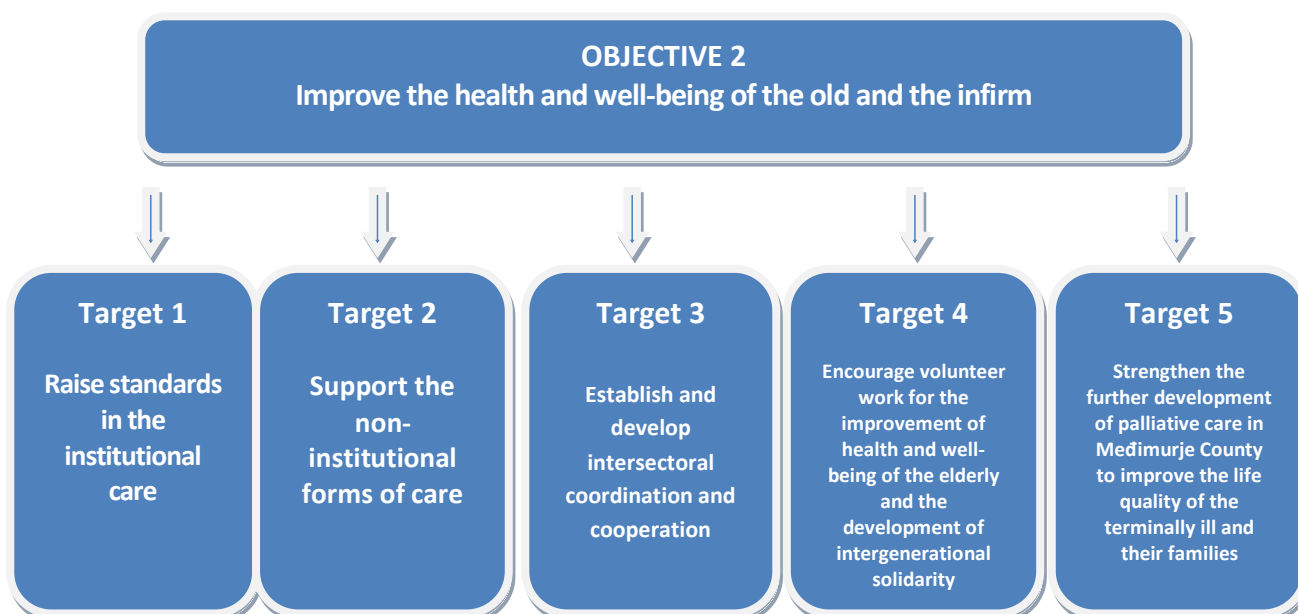 OBJECTIVE 2
Improve the health and well-being of the old and the infirm
Target 1
Raise standards
in the
institutional
care
Target 2
Support the
non-
institutional
forms of care
Target 3
Establish and
develop
intersectoral
coordination and
cooperation
Target 4
Encourage volunteer
work for the
improvement of
health and well-
being of the elderly
and the
development of
intergenerational
solidarity
Target 5
Strengthen the
further development
of palliative care in
Međimurje County
to improve the life
quality of the
terminally ill and
their families